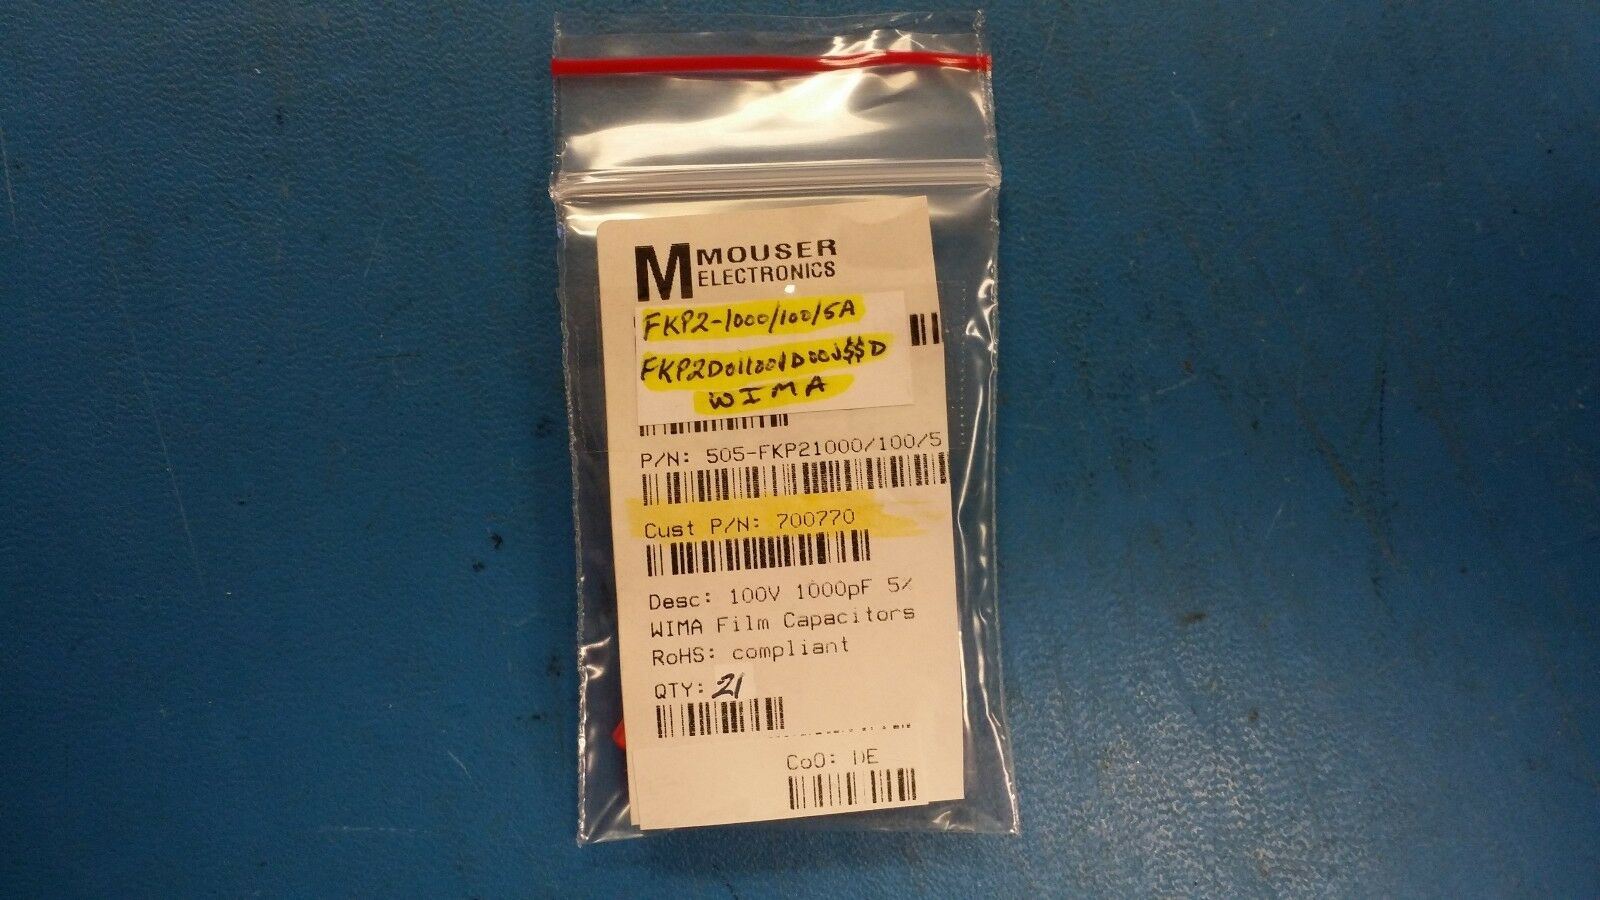 M MOUSER
ELECTRONICS
FKP2-1000/100/5A
FKP2D011001D00J$$D
WIMA
P/N: 505-FKP21000/100/5
Cust P/N: 700770
Desc: 100V 1000pF 5%
WIMA Film Capacitors
RoHS: compliant
QTY: 21
CoO: DE